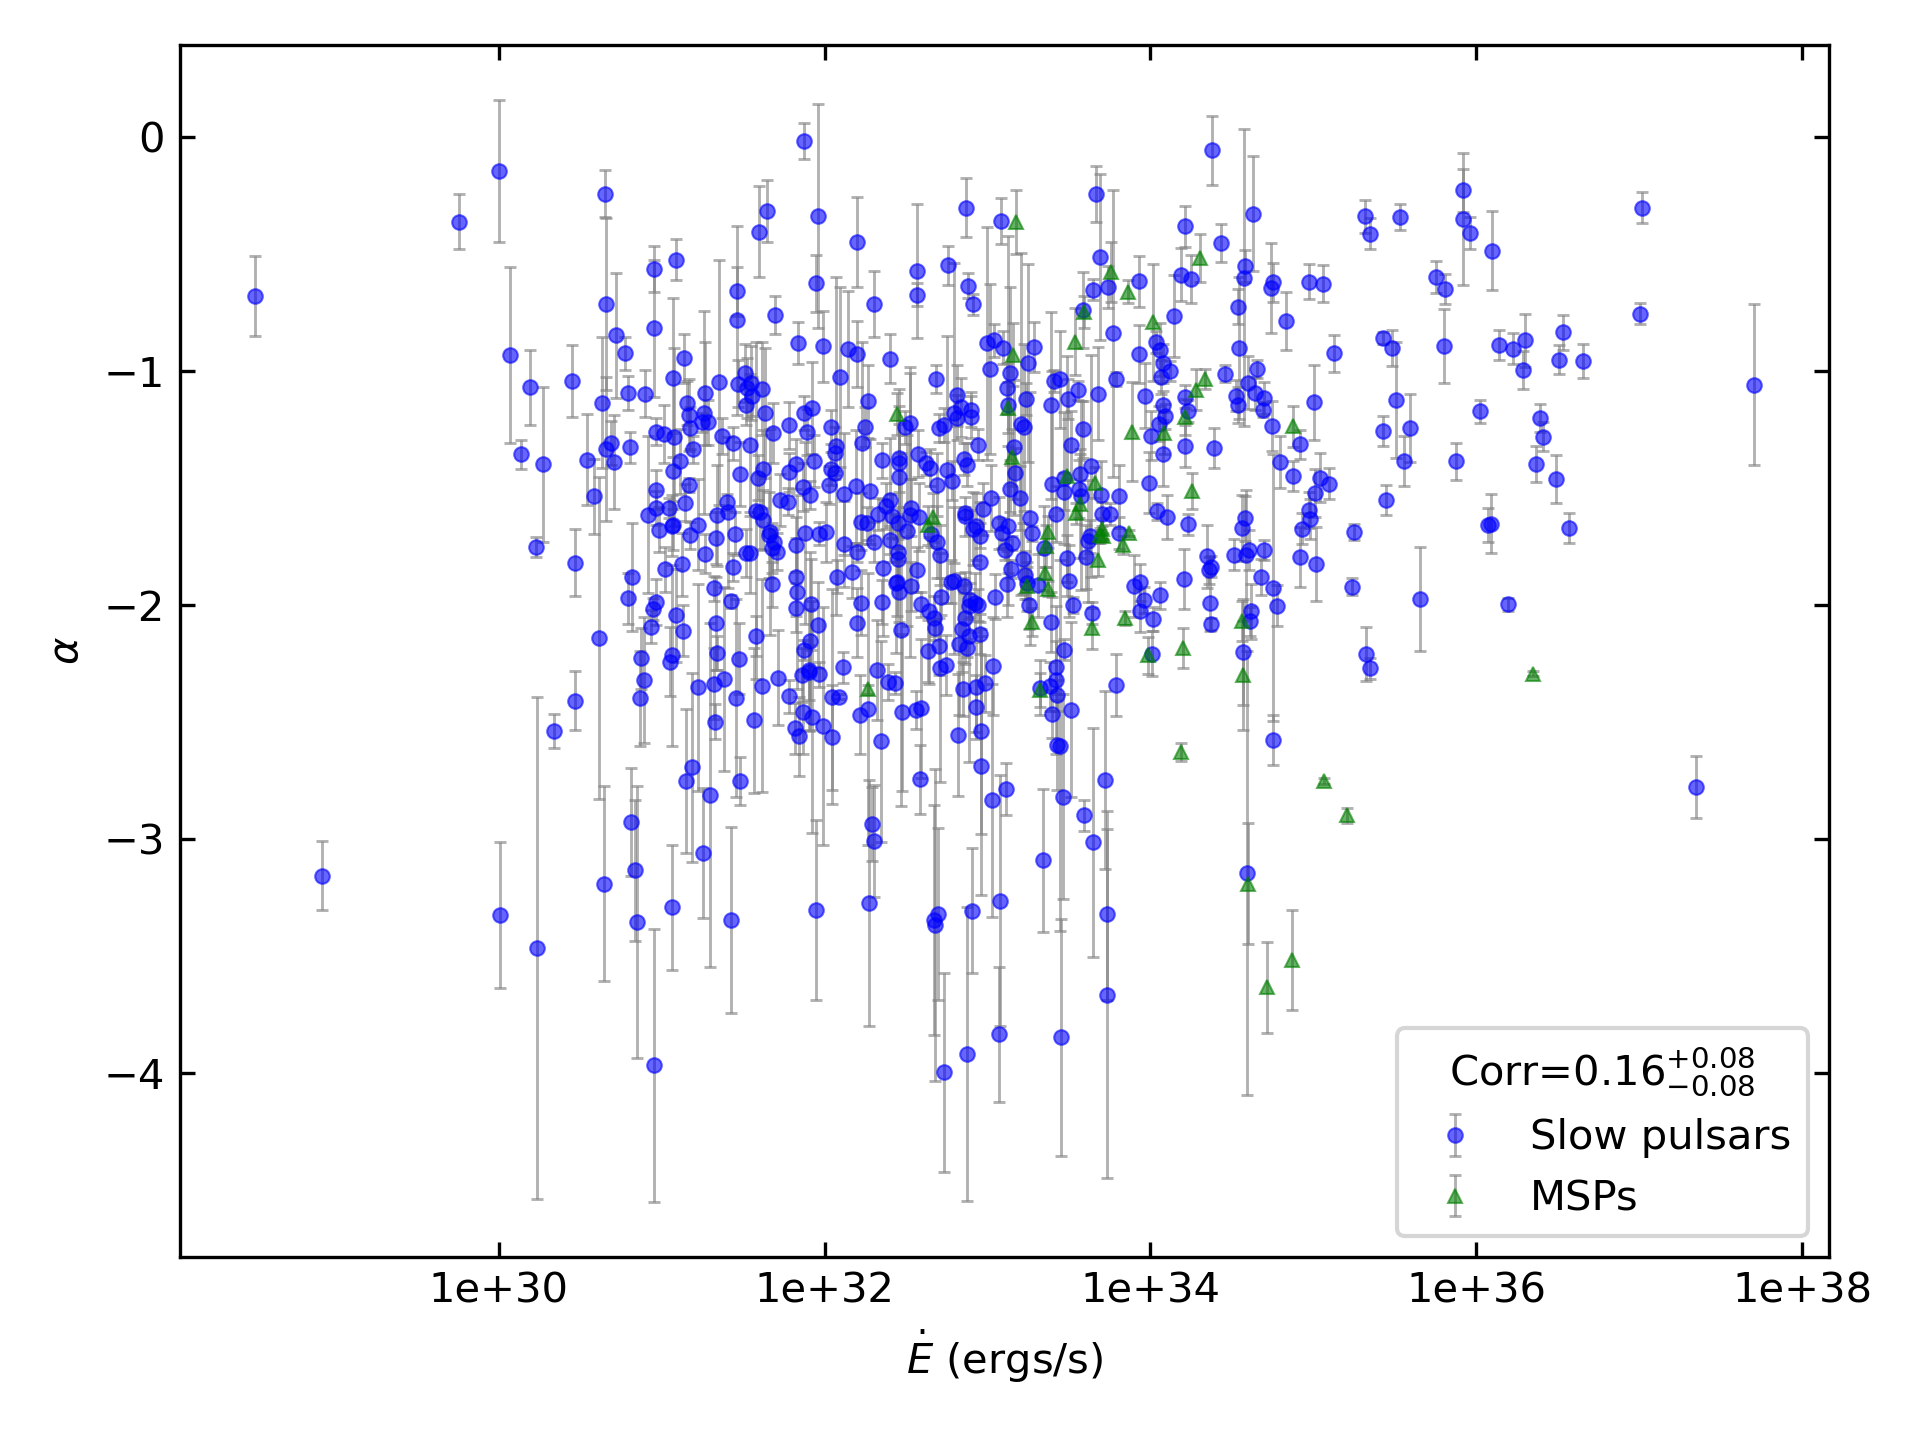 0
−1
−2
−3
−4
α
1e+30 1e+32 1e+34 1e+36 1e+38
Ė (ergs/s)
Corr=0.16+0.08−0.08
Slow pulsars
MSPs